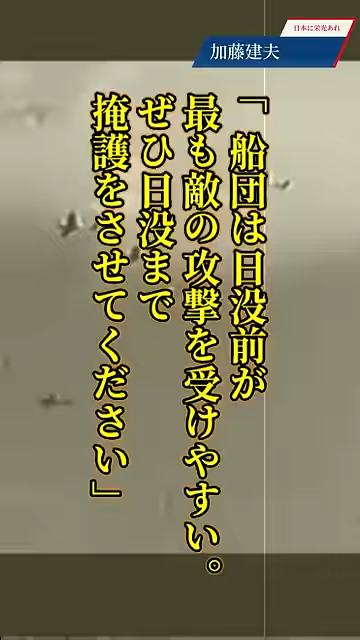 日本に栄光あれ
加藤建夫
「船団は日没前が
最も敵の攻撃を受けやすい。
ぜひ日没まで
掩護をさせてください」